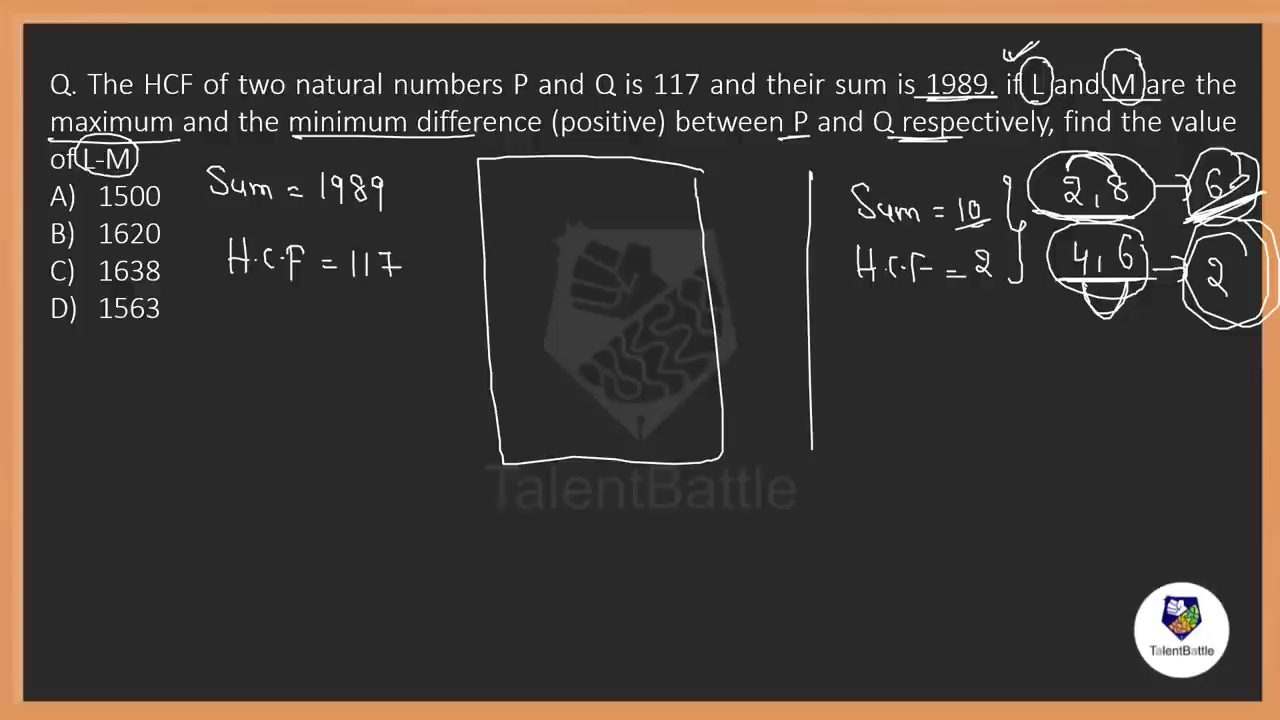 Q. The HCF of two natural numbers P and Q is 117 and their sum is 1989. if L and M are the
maximum and the minimum difference (positive) between P and Q respectively, find the value
of L-M
A) 1500
B) 1620
C) 1638
D) 1563
Sum = 1989
H.C.F = 117
Sum = 10
H.C.F = 2
2, 8
6
4, 6
2
TalentBattle
TalentBattle